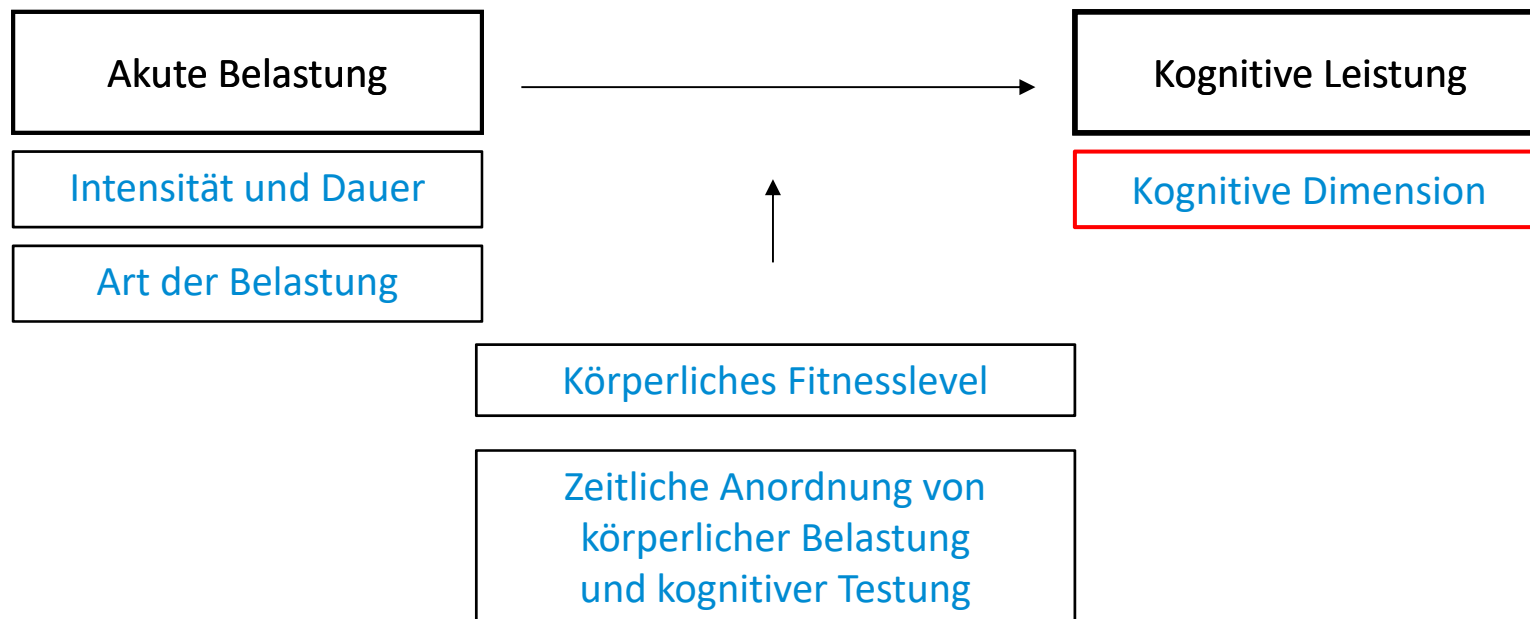 Akute Belastung
Kognitive Leistung
Intensität und Dauer
Kognitive Dimension
Art der Belastung
Körperliches Fitnesslevel
Zeitliche Anordnung von
körperlicher Belastung
und kognitiver Testung